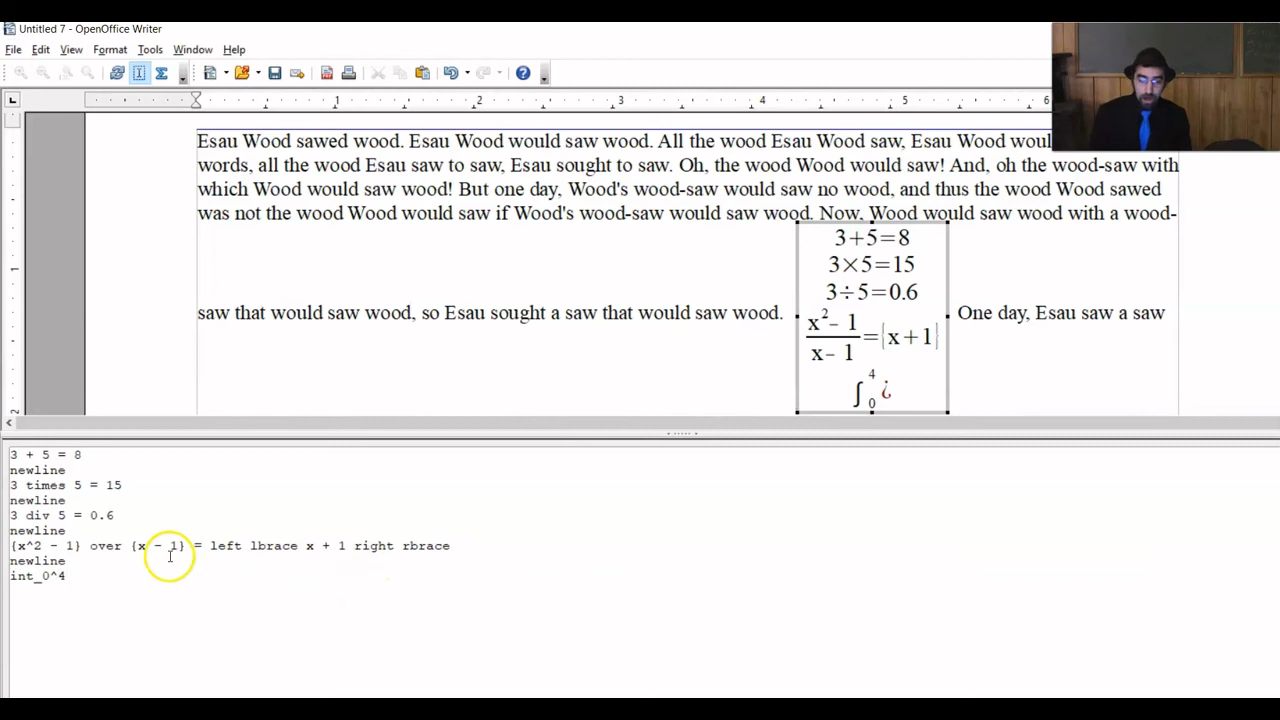 Untitled 7 - OpenOffice Writer
File Edit View Format Tools Window Help
1 2 3 4 5 6
Esau Wood sawed wood. Esau Wood would saw wood. All the wood Esau Wood saw, Esau Wood woul
words, all the wood Esau saw to saw, Esau sought to saw. Oh, the wood Wood would saw! And, oh the wood-saw with
which Wood would saw wood! But one day, Wood's wood-saw would saw no wood, and thus the wood Wood sawed
was not the wood Wood would saw if Wood's wood-saw would saw wood. Now, Wood would saw wood with a wood-
3+5=8
3×5=15
3÷5=0.6
saw that would saw wood, so Esau sought a saw that would saw wood. One day, Esau saw a saw
x²- 1
={x+1}
x- 1
∫ 4 0 ¿
1
2
3 + 5 = 8
newline
3 times 5 = 15
newline
3 div 5 = 0.6
newline
{x^2 - 1} over {x - 1} = left lbrace x + 1 right rbrace
newline
int_0^4